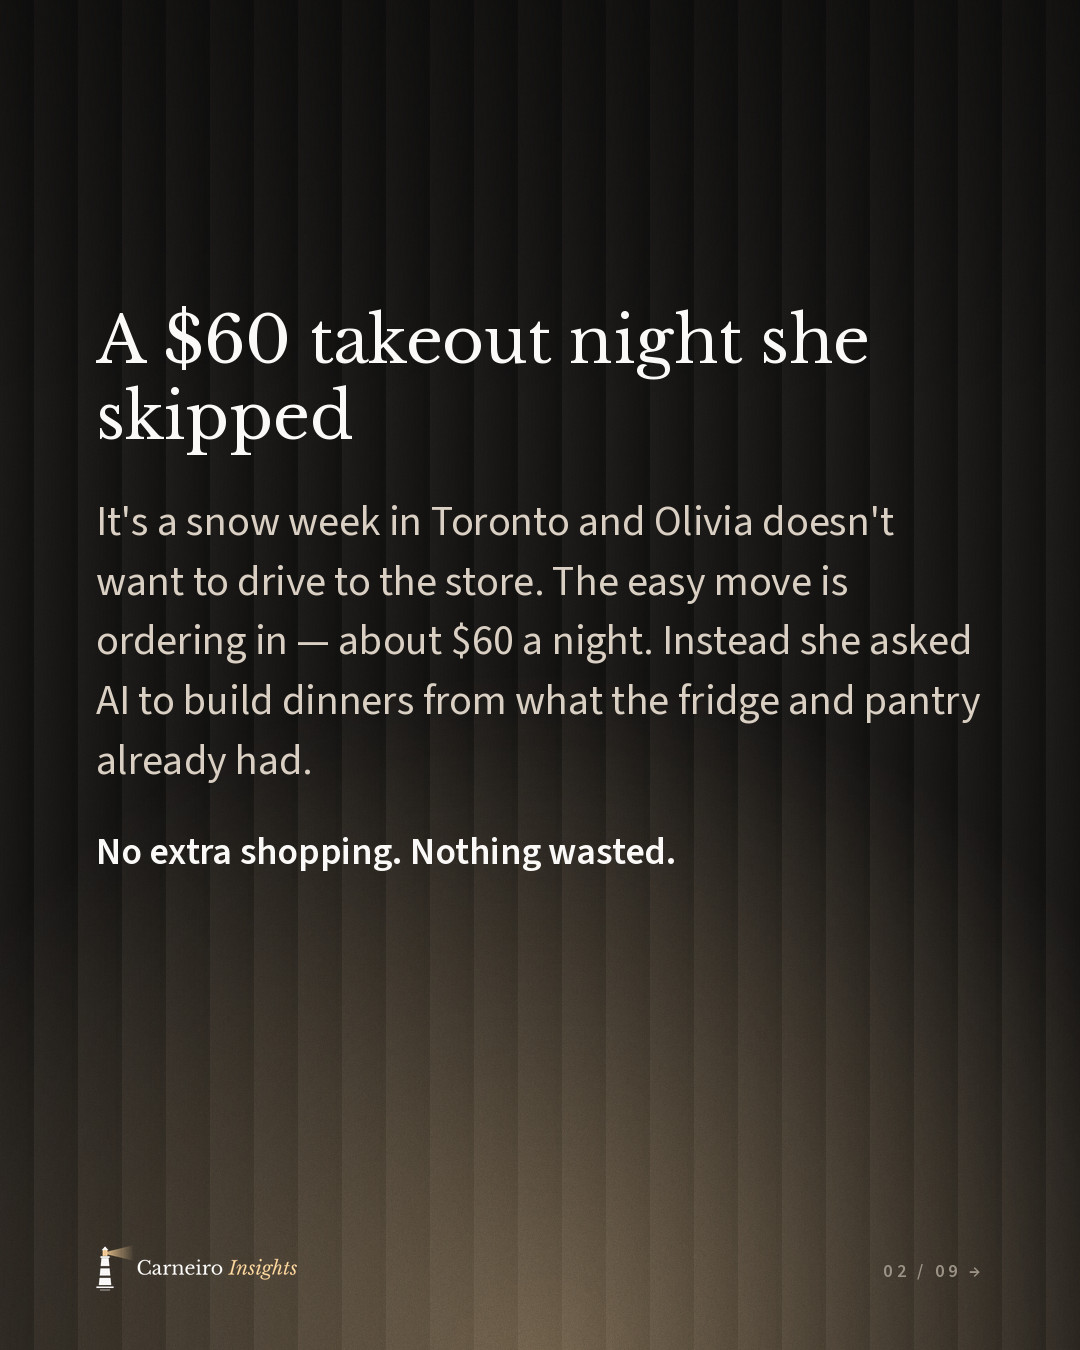 A $60 takeout night she
skipped
It's a snow week in Toronto and Olivia doesn't
want to drive to the store. The easy move is
ordering in — about $60 a night. Instead she asked
AI to build dinners from what the fridge and pantry
already had.
No extra shopping. Nothing wasted.
Carneiro Insights
02 / 09 →